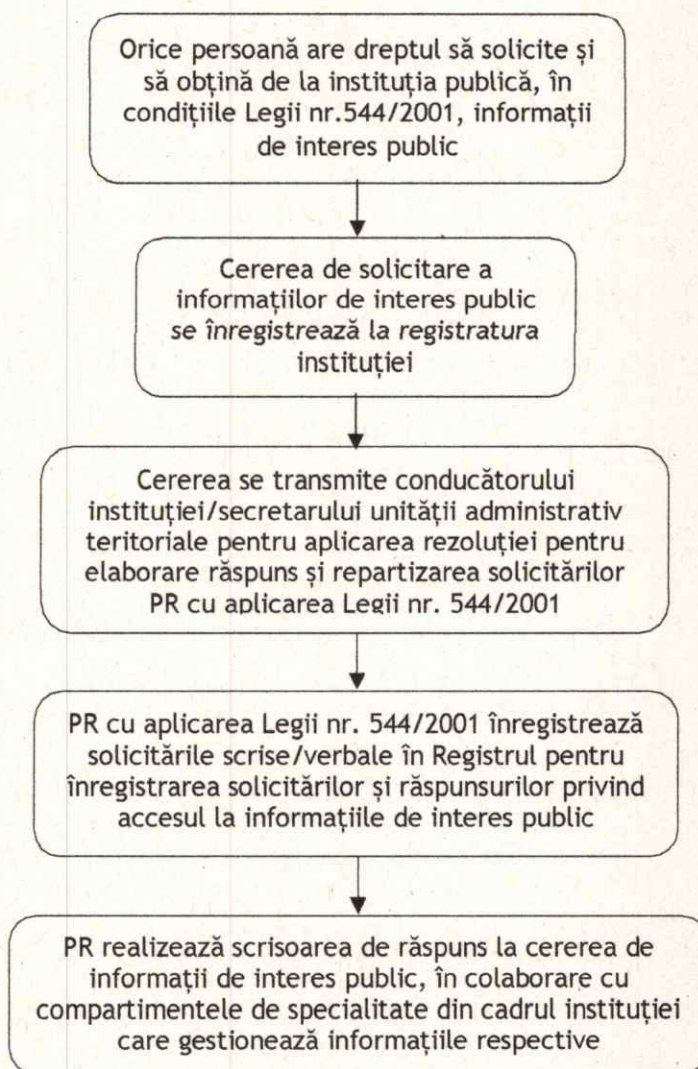 Orice persoană are dreptul să solicite și
să obțină de la instituția publică, în
condițiile Legii nr.544/2001, informații
de interes public
Cererea de solicitare a
informațiilor de interes public
se înregistrează la registratura
instituției
Cererea se transmite conducătorului
instituției/secretarului unității administrativ
teritoriale pentru aplicarea rezoluției pentru
elaborare răspuns și repartizarea solicitărilor
PR cu aplicarea Legii nr. 544/2001
PR cu aplicarea Legii nr. 544/2001 înregistrează
solicitările scrise/verbale în Registrul pentru
înregistrarea solicitărilor și răspunsurilor privind
accesul la informațiile de interes public
PR realizează scrisoarea de răspuns la cererea de
informații de interes public, în colaborare cu
compartimentele de specialitate din cadrul instituției
care gestionează informațiile respective